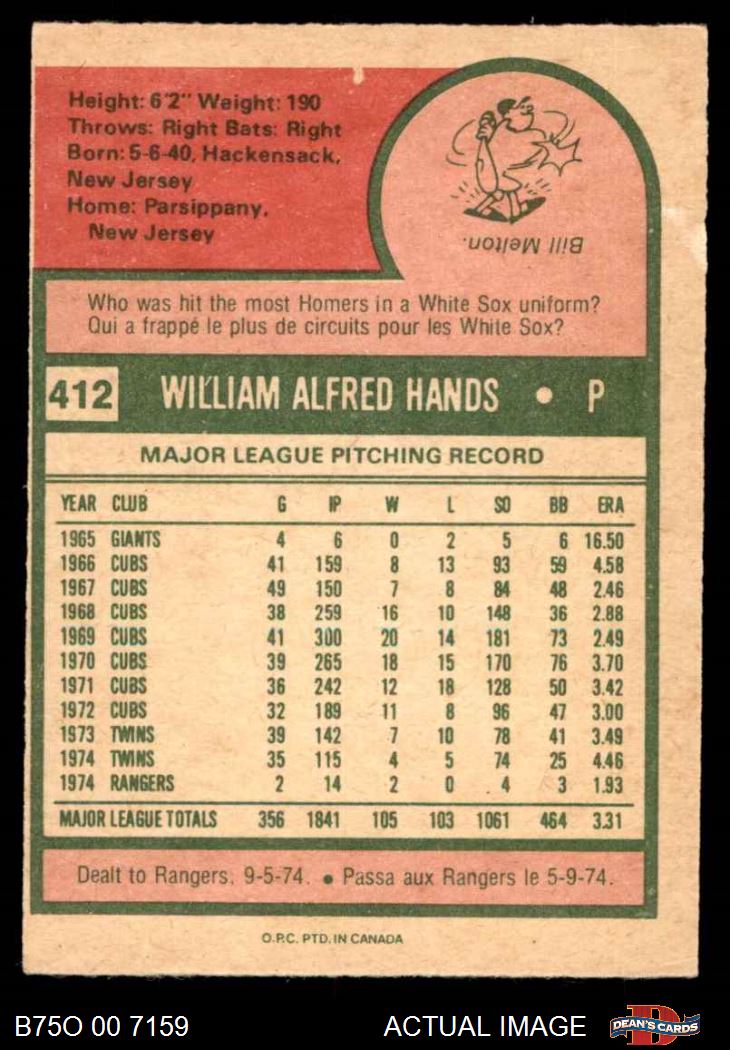 Height: 6'2" Weight: 190
Throws: Right Bats: Right
Born: 5-6-40, Hackensack,
New Jersey
Home: Parsippany,
New Jersey
Bill Melton.
Who was hit the most Homers in a White Sox uniform?
Qui a frappé le plus de circuits pour les White Sox?
412 WILLIAM ALFRED HANDS • P
MAJOR LEAGUE PITCHING RECORD
YEAR CLUB G IP W L SO BB ERA
1965 GIANTS 4 6 0 2 5 6 16.50
1966 CUBS 41 159 8 13 93 59 4.58
1967 CUBS 49 150 7 8 84 48 2.46
1968 CUBS 38 259 16 10 148 36 2.88
1969 CUBS 41 300 20 14 181 73 2.49
1970 CUBS 39 265 18 15 170 76 3.70
1971 CUBS 36 242 12 18 128 50 3.42
1972 CUBS 32 189 11 8 96 47 3.00
1973 TWINS 39 142 7 10 78 41 3.49
1974 TWINS 35 115 4 5 74 25 4.46
1974 RANGERS 2 14 2 0 4 3 1.93
MAJOR LEAGUE TOTALS 356 1841 105 103 1061 464 3.31
Dealt to Rangers, 9-5-74. • Passa aux Rangers le 5-9-74.
O.P.C. PTD. IN CANADA
B75O 00 7159 ACTUAL IMAGE DEAN'S CARDS